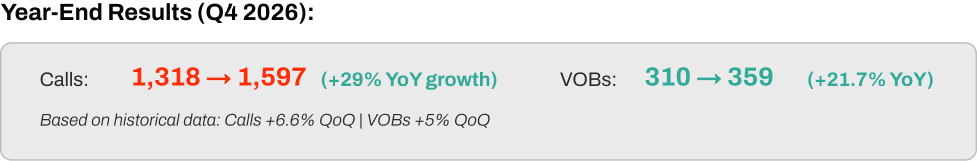 Year-End Results (Q4 2026):
Calls: 1,318 → 1,597 (+29% YoY growth) VOBs: 310 → 359 (+21.7% YoY)
Based on historical data: Calls +6.6% QoQ | VOBs +5% QoQ